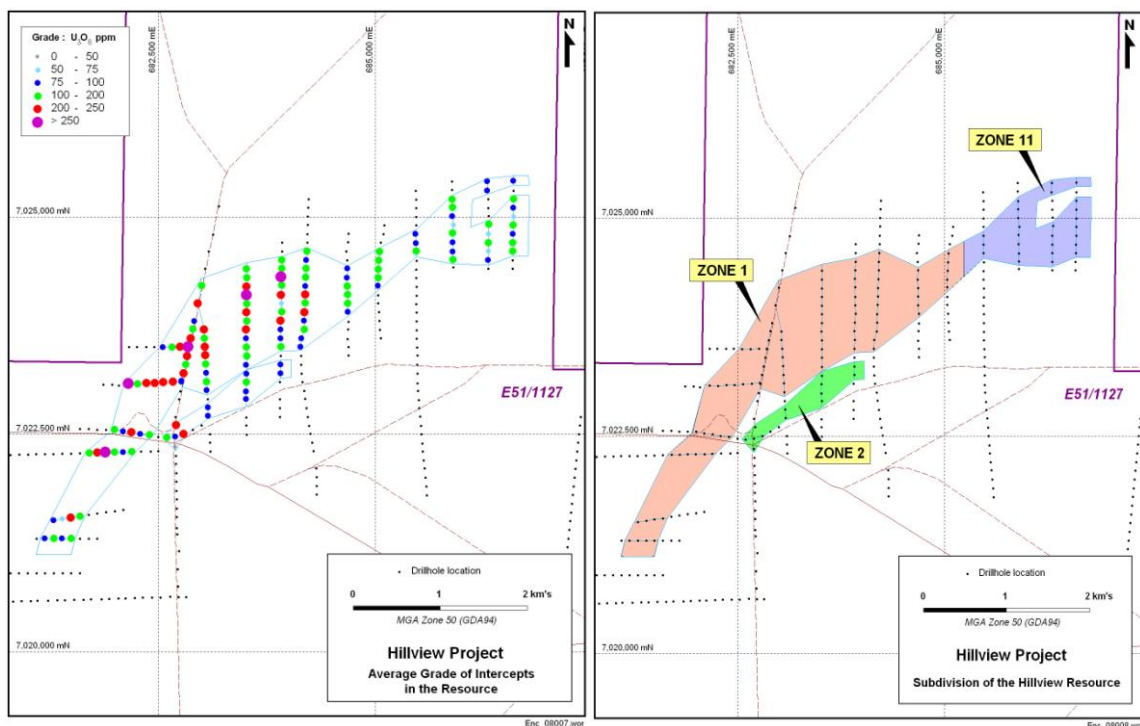 Grade : U3O8 ppm
0 - 50
50 - 75
75 - 100
100 - 200
200 - 250
> 250
682,500 mE
685,000 mE
N
7,025,000 mN
7,022,500 mN
7,020,000 mN
E51/1127
Drillhole location
0 1 2 km's
MGA Zone 50 (GDA94)
Hillview Project
Average Grade of Intercepts
in the Resource
Enc_08007.wor
682,500 mE
685,000 mE
N
ZONE 11
7,025,000 mN
ZONE 1
E51/1127
7,022,500 mN
ZONE 2
Drillhole location
0 1 2 km's
MGA Zone 50 (GDA94)
7,020,000 mN
Hillview Project
Subdivision of the Hillview Resource